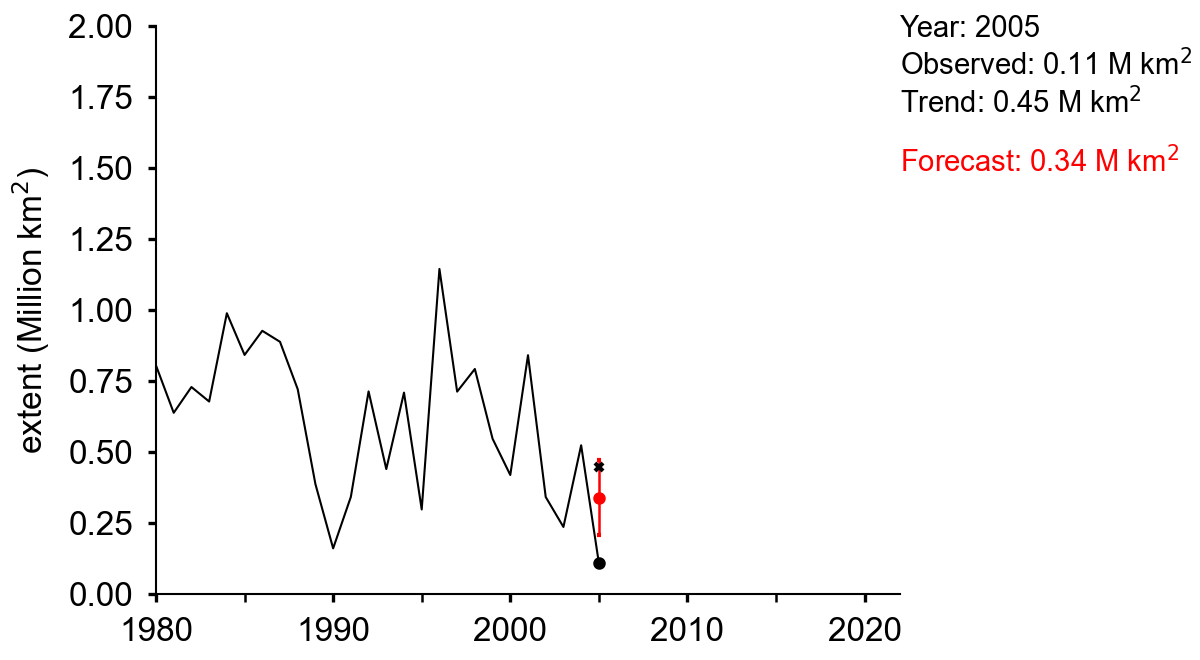 2.00
1.75
1.50
1.25
1.00
0.75
0.50
0.25
0.00
extent (Million km²)
1980
1990
2000
2010
2020
Year: 2005
Observed: 0.11 M km²
Trend: 0.45 M km²
Forecast: 0.34 M km²